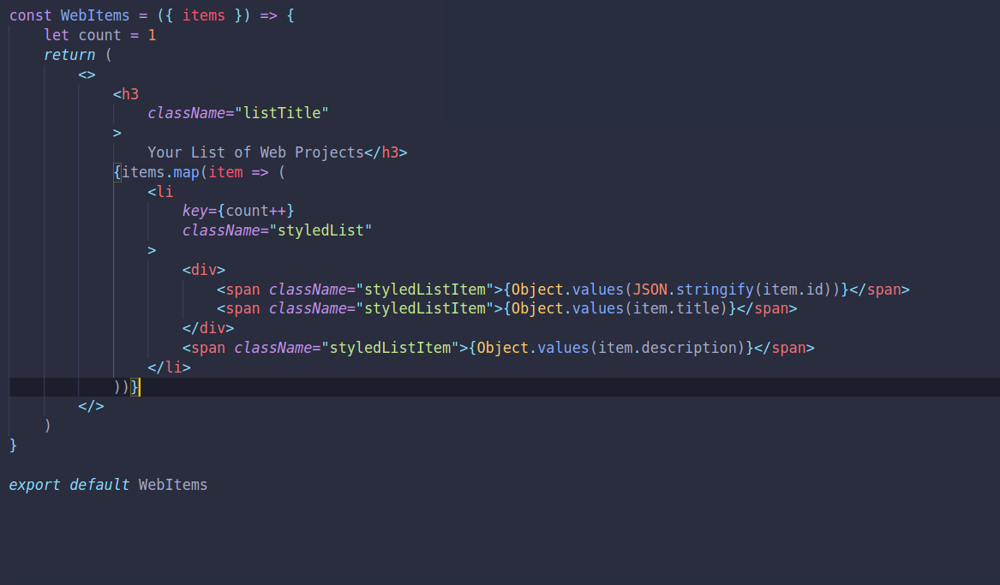 const WebItems = ({ items }) => {
    let count = 1
    return (
        <>
            <h3
                className="listTitle"
            >
                Your List of Web Projects</h3>
            {items.map(item => (
                <li
                    key={count++}
                    className="styledList"
                >
                    <div>
                        <span className="styledListItem">{Object.values(JSON.stringify(item.id))}</span>
                        <span className="styledListItem">{Object.values(item.title)}</span>
                    </div>
                    <span className="styledListItem">{Object.values(item.description)}</span>
                </li>
            ))}
        </>
    )
}

export default WebItems